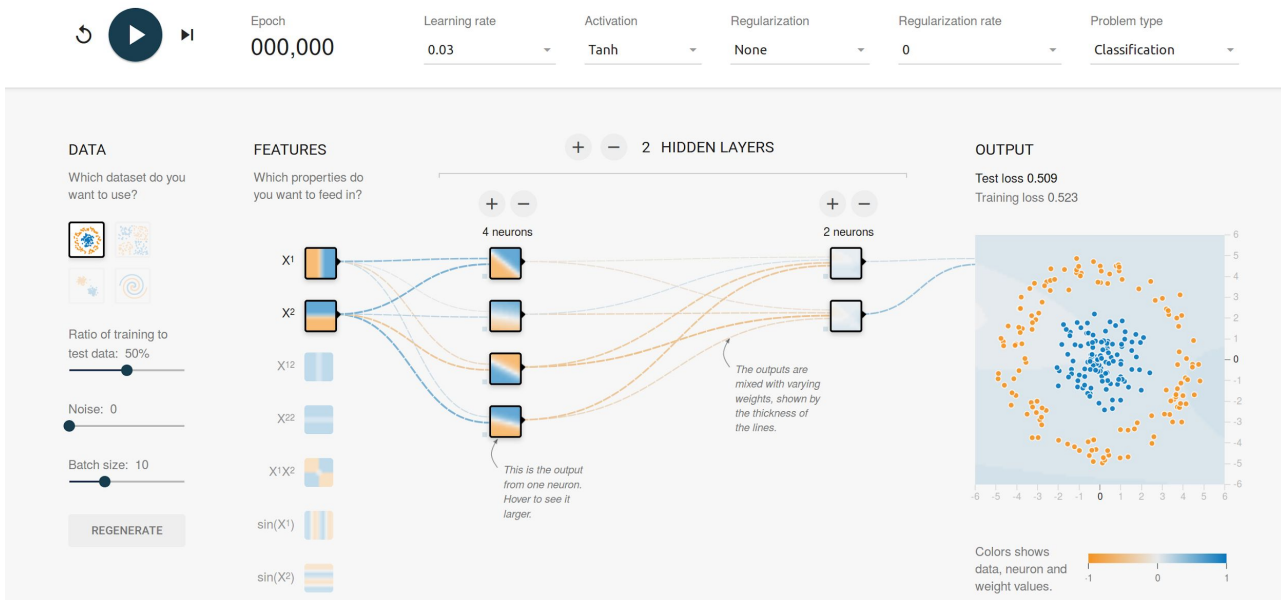 Epoch
000,000
Learning rate
0.03
Activation
Tanh
Regularization
None
Regularization rate
0
Problem type
Classification
DATA
Which dataset do you
want to use?
Ratio of training to
test data: 50%
Noise: 0
Batch size: 10
REGENERATE
FEATURES
Which properties do
you want to feed in?
X1
X2
X12
X22
X1X2
sin(X1)
sin(X2)
+ − 2 HIDDEN LAYERS
+ −
4 neurons
+ −
2 neurons
This is the output
from one neuron.
Hover to see it
larger.
The outputs are
mixed with varying
weights, shown by
the thickness of
the lines.
OUTPUT
Test loss 0.509
Training loss 0.523
6
5
4
3
2
1
0
-1
-2
-3
-4
-5
-6
-6 -5 -4 -3 -2 -1 0 1 2 3 4 5 6
Colors shows
data, neuron and
weight values.
-1 0 1